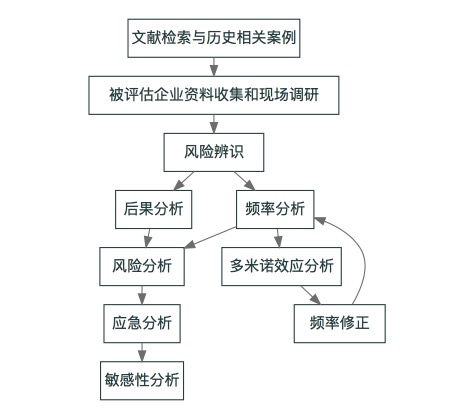 文献检索与历史相关案例
被评估企业资料收集和现场调研
风险辨识
后果分析
频率分析
风险分析
多米诺效应分析
应急分析
频率修正
敏感性分析